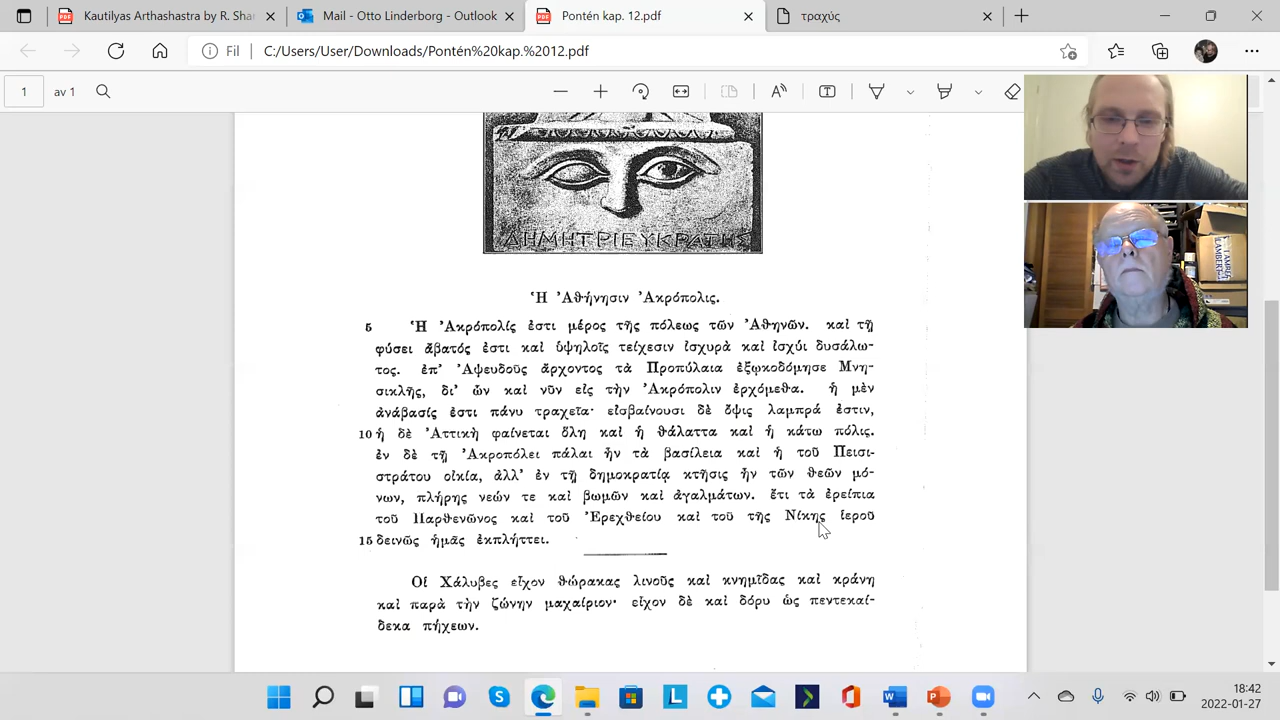 Kautilyas Arthashastra by R. Sha
Mail - Otto Linderborg - Outloo
Pontén kap. 12.pdf
τραχύς
Fil
C:/Users/User/Downloads/Pontén%20kap.%2012.pdf
1 av 1
ΔΗΜΗΤΡΙΕΥΚΡΑΤΗΣ
Ἡ Ἀθήνησιν Ἀκρόπολις.
5 Ἡ Ἀκρόπολίς ἐστι μέρος τῆς πόλεως τῶν Ἀθηνῶν. καὶ τῇ
φύσει ἄβατός ἐστι καὶ ὑψηλοῖς τείχεσιν ἰσχυρὰ καὶ ἰσχύι δυσάλω-
τος. ἐπ' Ἀψευδοῦς ἄρχοντος τὰ Προπύλαια ἐξῳκοδόμησε Μνη-
σικλῆς, δι' ὧν καὶ νῦν εἰς τὴν Ἀκρόπολιν ἐρχόμεθα. ἡ μὲν
ἀνάβασίς ἐστι πάνυ τραχεῖα· εἰσβαίνουσι δὲ ὄψις λαμπρά ἐστιν,
10 ἡ δὲ Ἀττικὴ φαίνεται ὅλη καὶ ἡ θάλαττα καὶ ἡ κάτω πόλις.
ἐν δὲ τῇ Ἀκροπόλει πάλαι ἦν τὰ βασίλεια καὶ ἡ τοῦ Πεισι-
στράτου οἰκία, ἀλλ' ἐν τῇ δημοκρατίᾳ κτῆσις ἦν τῶν θεῶν μό-
νων, πλήρης νεών τε καὶ βωμῶν καὶ ἀγαλμάτων. ἔτι τὰ ἐρείπια
τοῦ Παρθενῶνος καὶ τοῦ Ἐρεχθείου καὶ τοῦ τῆς Νίκης ἱεροῦ
15 δεινῶς ἡμᾶς ἐκπλήττει.
Οἱ Χάλυβες εἶχον θώρακας λινοῦς καὶ κνημῖδας καὶ κράνη
καὶ παρὰ τὴν ζώνην μαχαίριον· εἶχον δὲ καὶ δόρυ ὡς πεντεκαί-
δεκα πήχεων.
18:42
2022-01-27